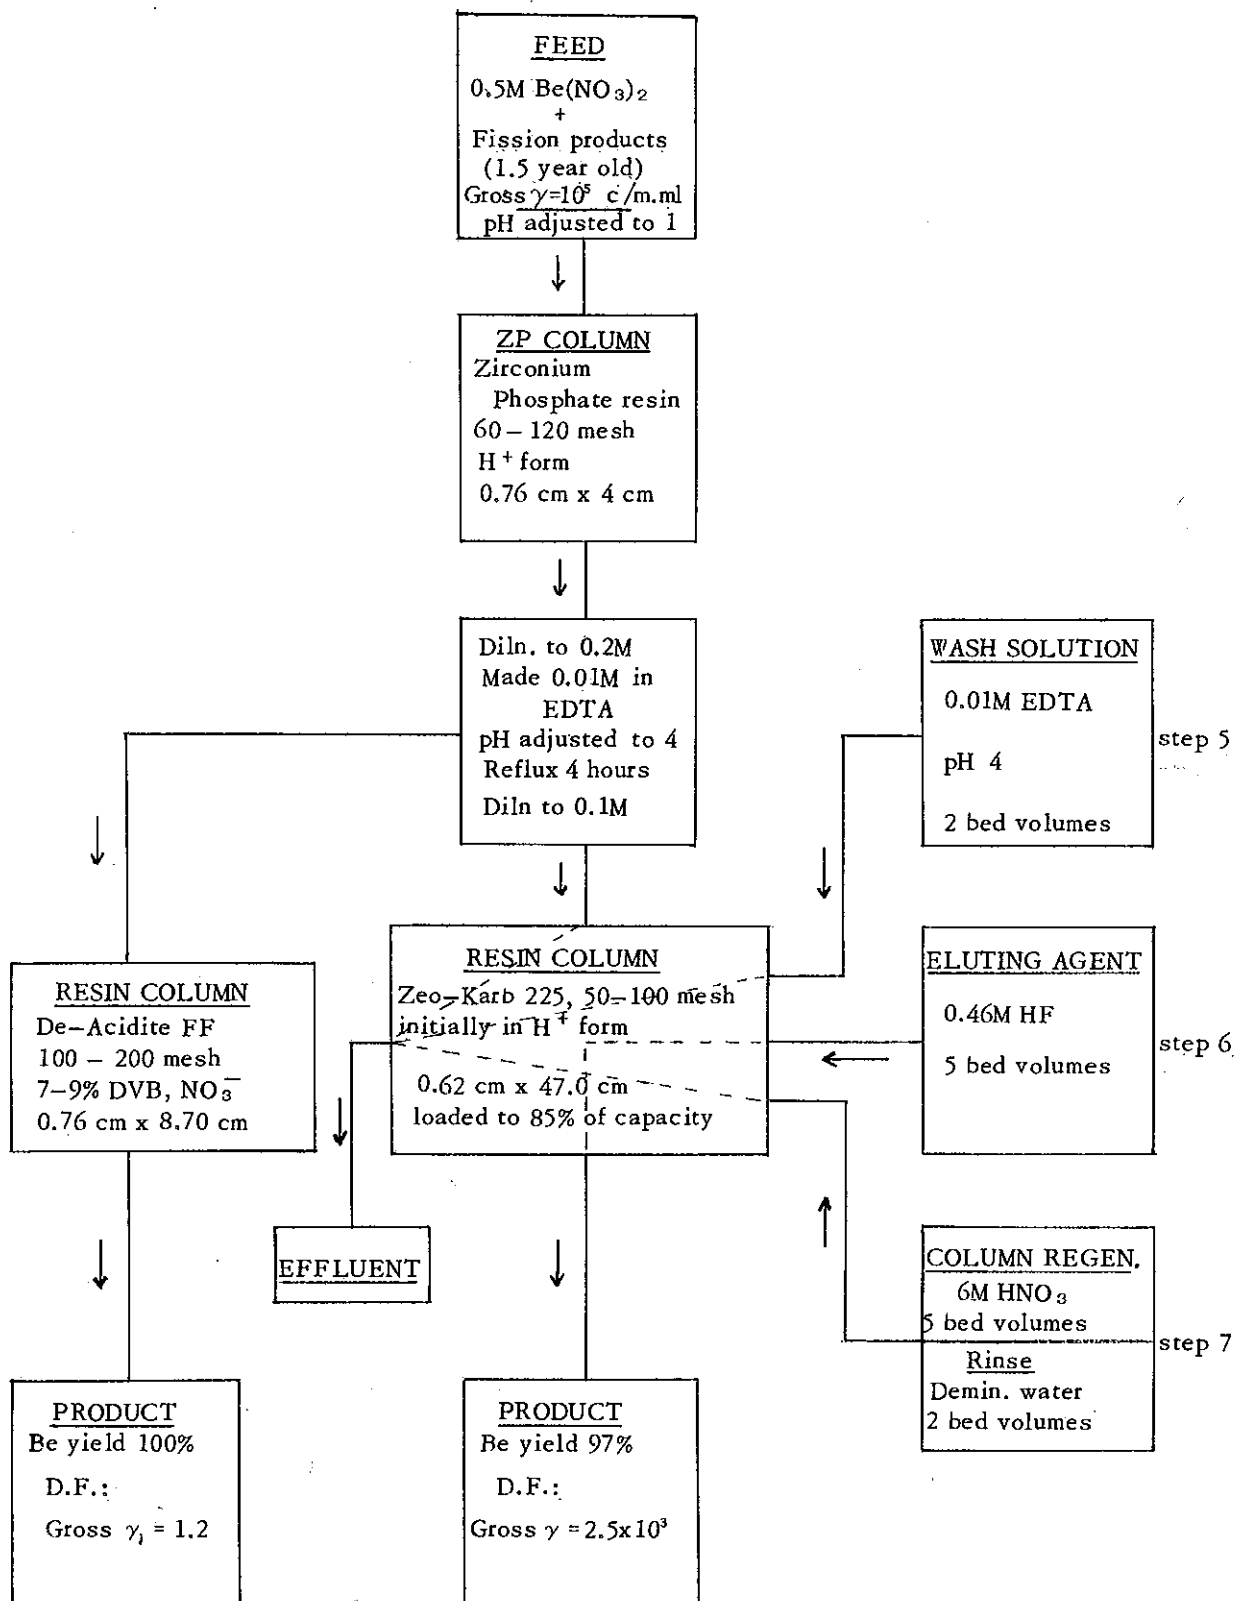 FEED
0.5M Be(NO₃)₂
+
Fission products
(1.5 year old)
Gross γ=10⁵ c/m.ml
pH adjusted to 1
ZP COLUMN
Zirconium
Phosphate resin
60 – 120 mesh
H⁺ form
0.76 cm x 4 cm
Diln. to 0.2M
Made 0.01M in
EDTA
pH adjusted to 4
Reflux 4 hours
Diln to 0.1M
WASH SOLUTION
0.01M EDTA
pH 4
2 bed volumes
step 5
RESIN COLUMN
De–Acidite FF
100 – 200 mesh
7–9% DVB, NO₃⁻
0.76 cm x 8.70 cm
RESIN COLUMN
Zeo–Karb 225, 50–100 mesh
initially in H⁺ form
0.62 cm x 47.0 cm
loaded to 85% of capacity
ELUTING AGENT
0.46M HF
5 bed volumes
step 6
EFFLUENT
COLUMN REGEN.
6M HNO₃
5 bed volumes
step 7
Rinse
Demin. water
2 bed volumes
PRODUCT
Be yield 100%
D.F.:
Gross γ, = 1.2
PRODUCT
Be yield 97%
D.F.:
Gross γ = 2.5x10³